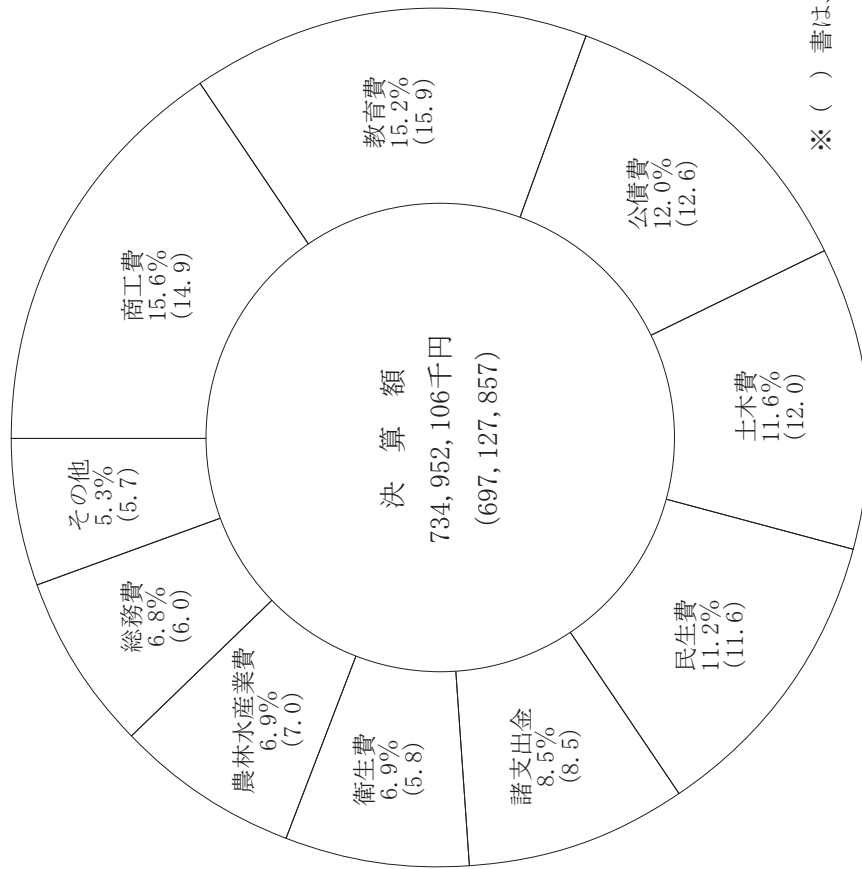 商工費
15.6%
(14.9)
教育費
15.2%
(15.9)
公債費
12.0%
(12.6)
土木費
11.6%
(12.0)
民生費
11.2%
(11.6)
諸支出金
8.5%
(8.5)
衛生費
6.9%
(5.8)
農林水産業費
6.9%
(7.0)
総務費
6.8%
(6.0)
その他
5.3%
(5.7)
決 算 額
734,952,106千円
(697,127,857)
※( )書は、